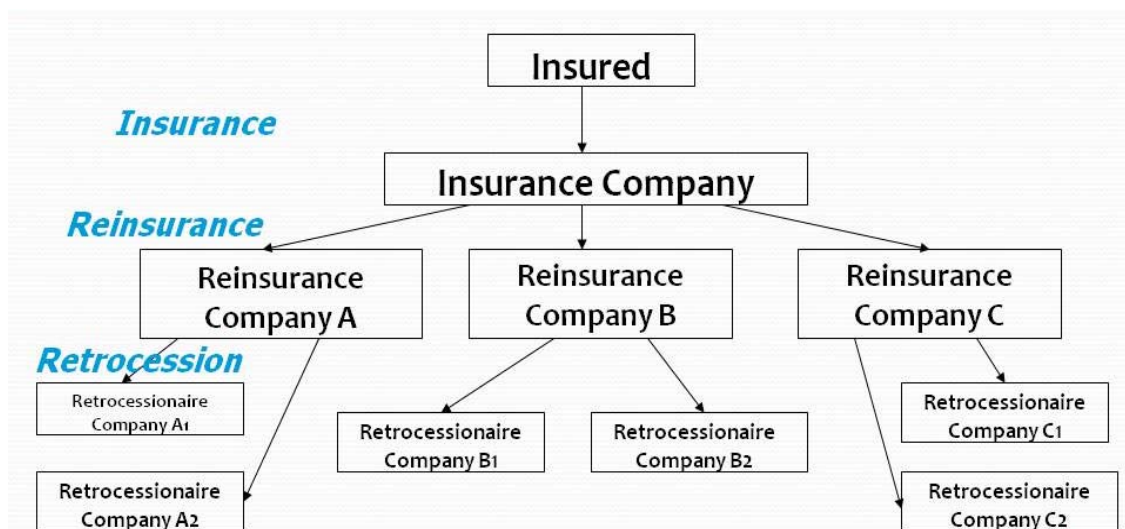 Insured
Insurance
Insurance Company
Reinsurance
Reinsurance
Company A
Reinsurance
Company B
Reinsurance
Company C
Retrocession
Retrocessionaire
Company A1
Retrocessionaire
Company B1
Retrocessionaire
Company B2
Retrocessionaire
Company C1
Retrocessionaire
Company A2
Retrocessionaire
Company C2